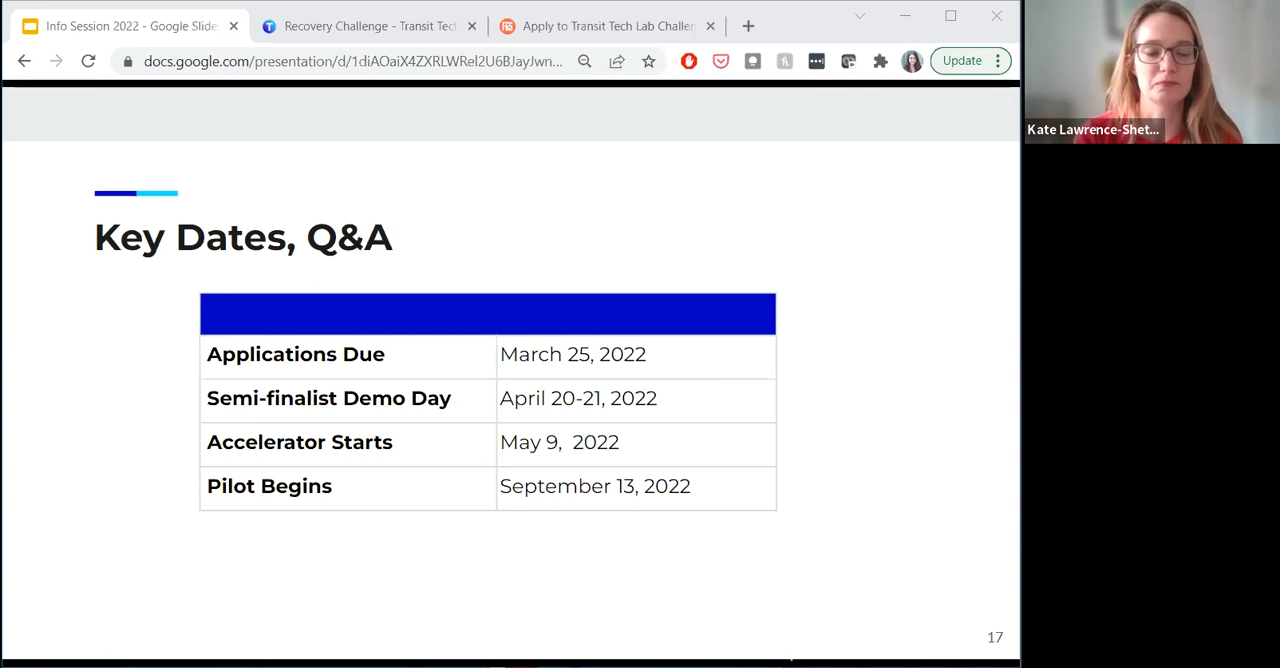 Info Session 2022 - Google Slide
Recovery Challenge - Transit Tec
Apply to Transit Tech Lab Challen
docs.google.com/presentation/d/1diAOaiX4ZXRLWRel2U6BJayJwn...
Update
Kate Lawrence-Shet...
Key Dates, Q&A
Applications Due March 25, 2022
Semi-finalist Demo Day April 20-21, 2022
Accelerator Starts May 9, 2022
Pilot Begins September 13, 2022
17